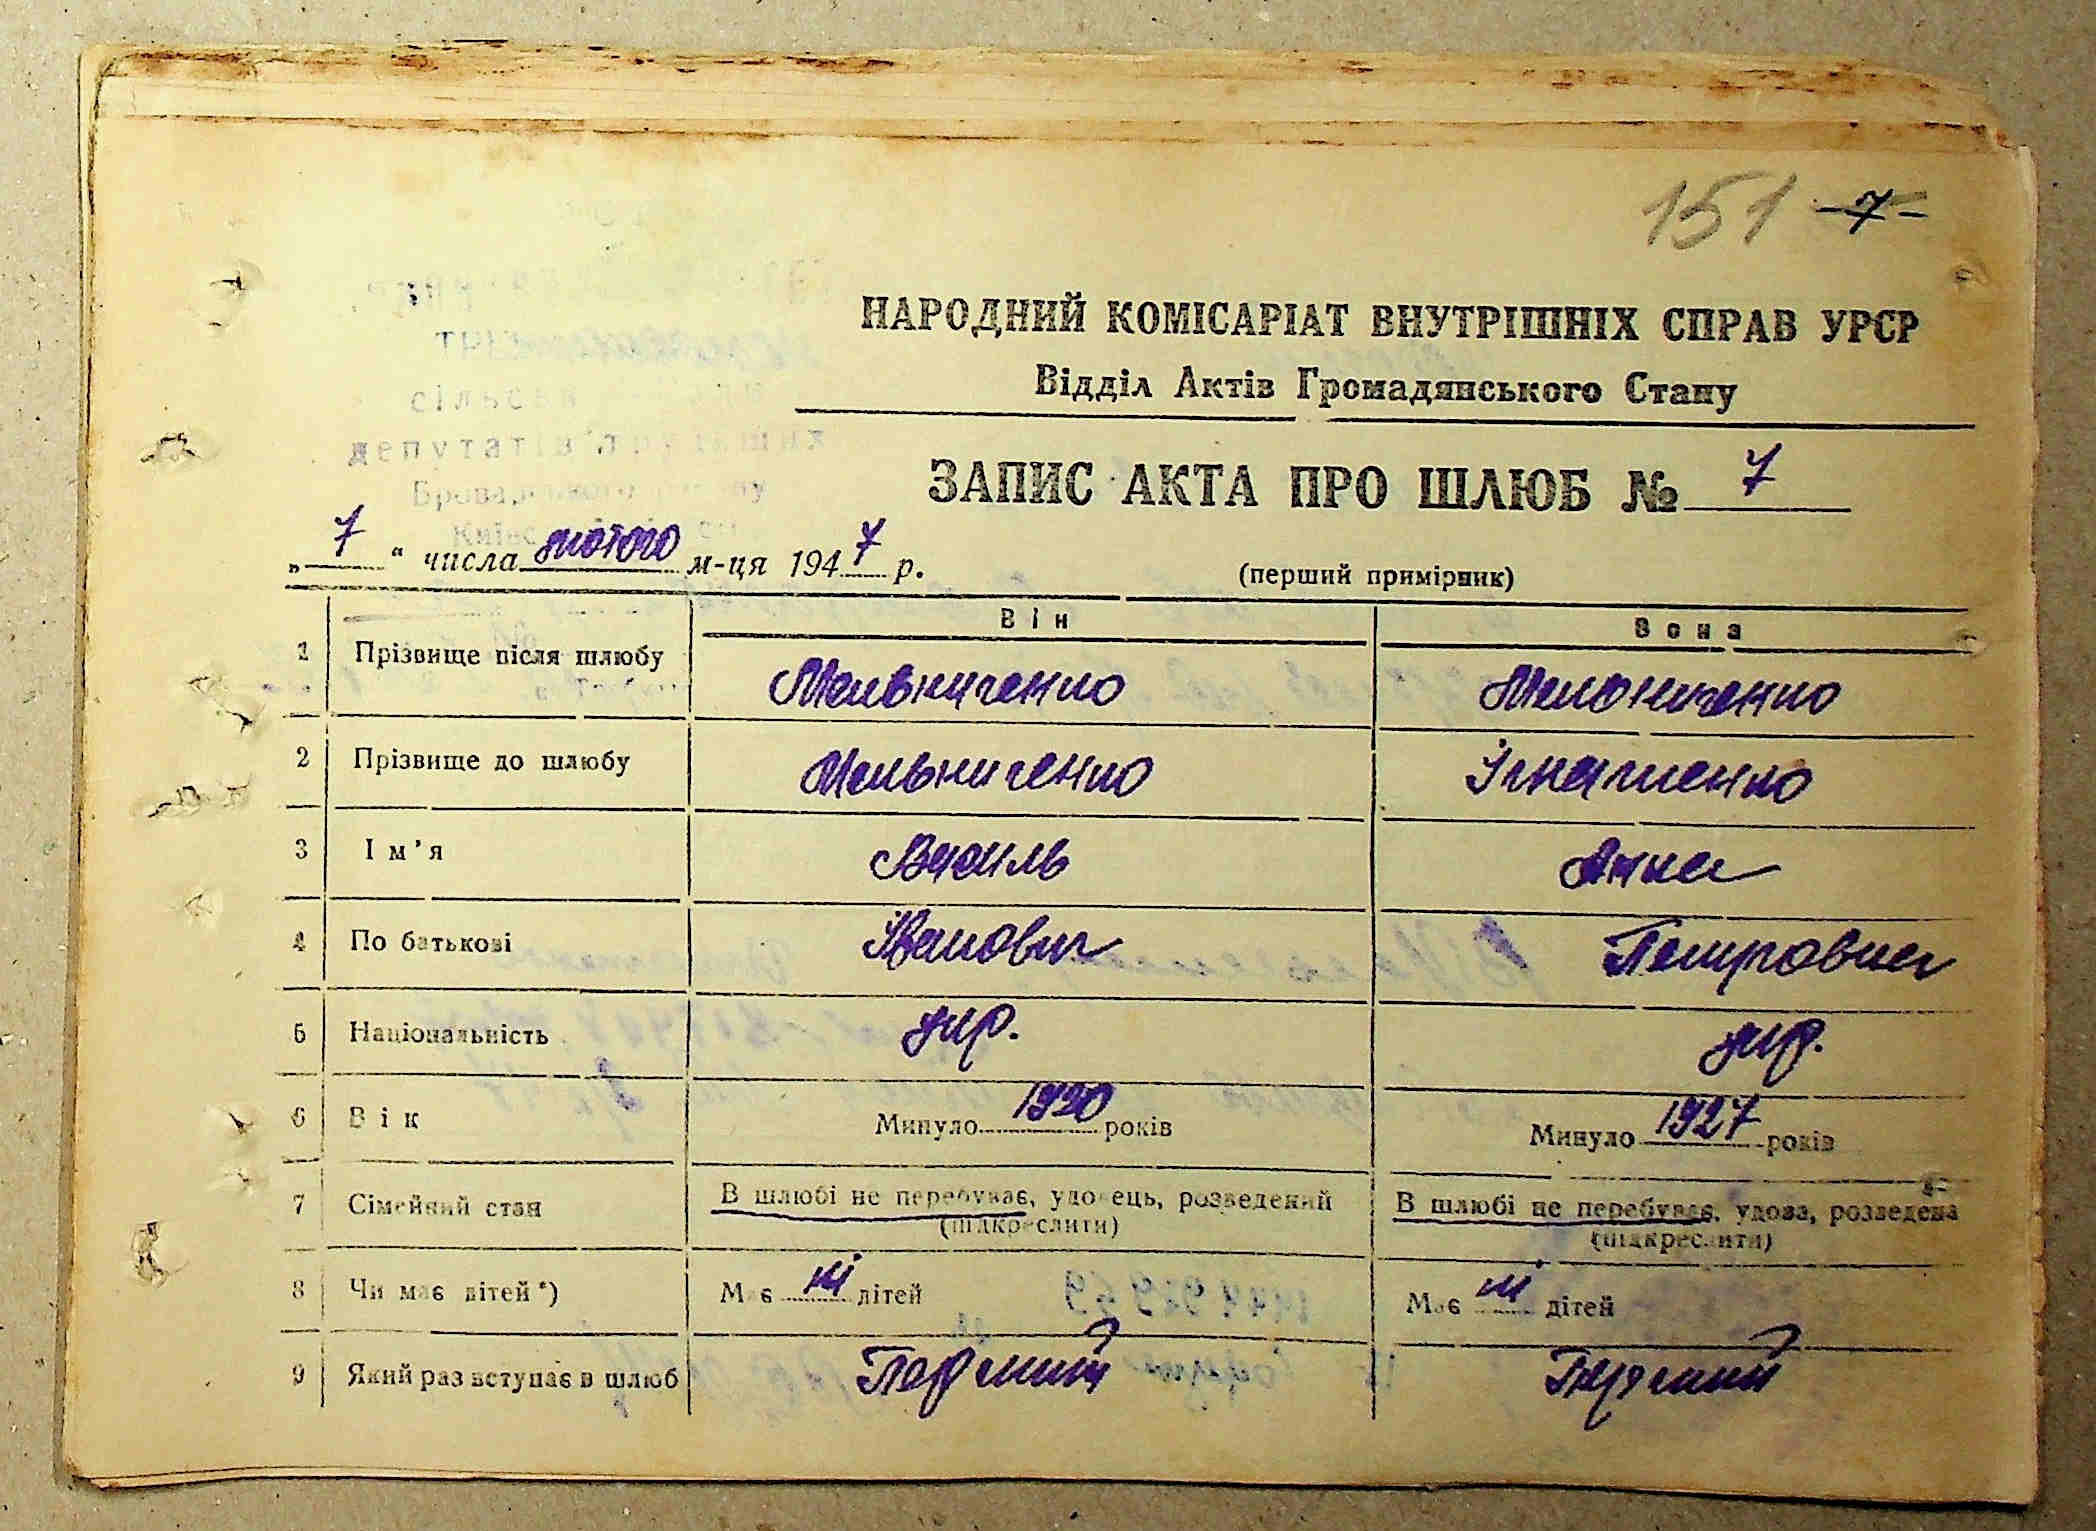 151 -7-
НАРОДНИЙ КОМІСАРІАТ ВНУТРІШНІХ СПРАВ УРСР
Відділ Актів Громадянського Стану
ЗАПИС АКТА ПРО ШЛЮБ № 7
„ 7 “ числа лютого м-ця 1947 р.
(перший примірник)
Він Вона
1 Прізвище після шлюбу Мельниченко Мельниченко
2 Прізвище до шлюбу Мельниченко Ігнатенко
3 Ім’я Василь Анна
4 По батькові Іванович Петровна
5 Національність укр. укр.
6 Вік Минуло 1920 років Минуло 1927 років
7 Сімейний стан В шлюбі не перебуває, удовець, розведений В шлюбі не перебуває, удова, розведена
(підкреслити) (підкреслити)
8 Чи має дітей *) Має ні дітей Має ні дітей
9 Який раз вступає в шлюб Перший Перший